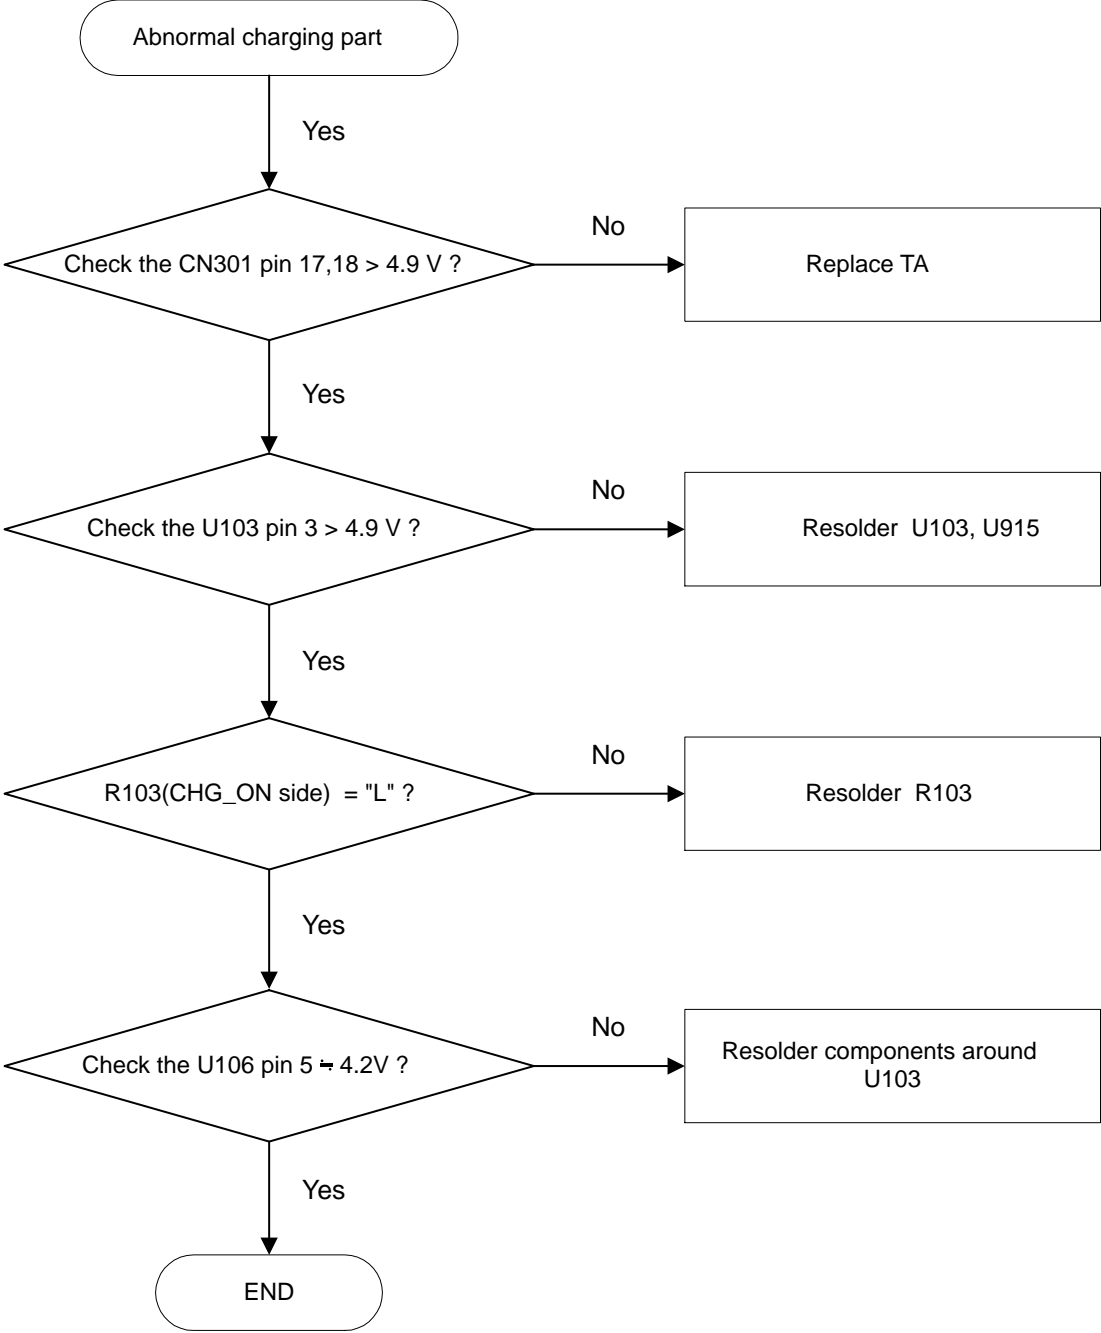 Abnormal charging part
Yes
Check the CN301 pin 17,18 > 4.9 V ?
No
Replace TA
Yes
Check the U103 pin 3 > 4.9 V ?
No
Resolder U103, U915
Yes
R103(CHG_ON side) = "L" ?
No
Resolder R103
Yes
Check the U106 pin 5 ≒ 4.2V ?
No
Resolder components around
U103
Yes
END